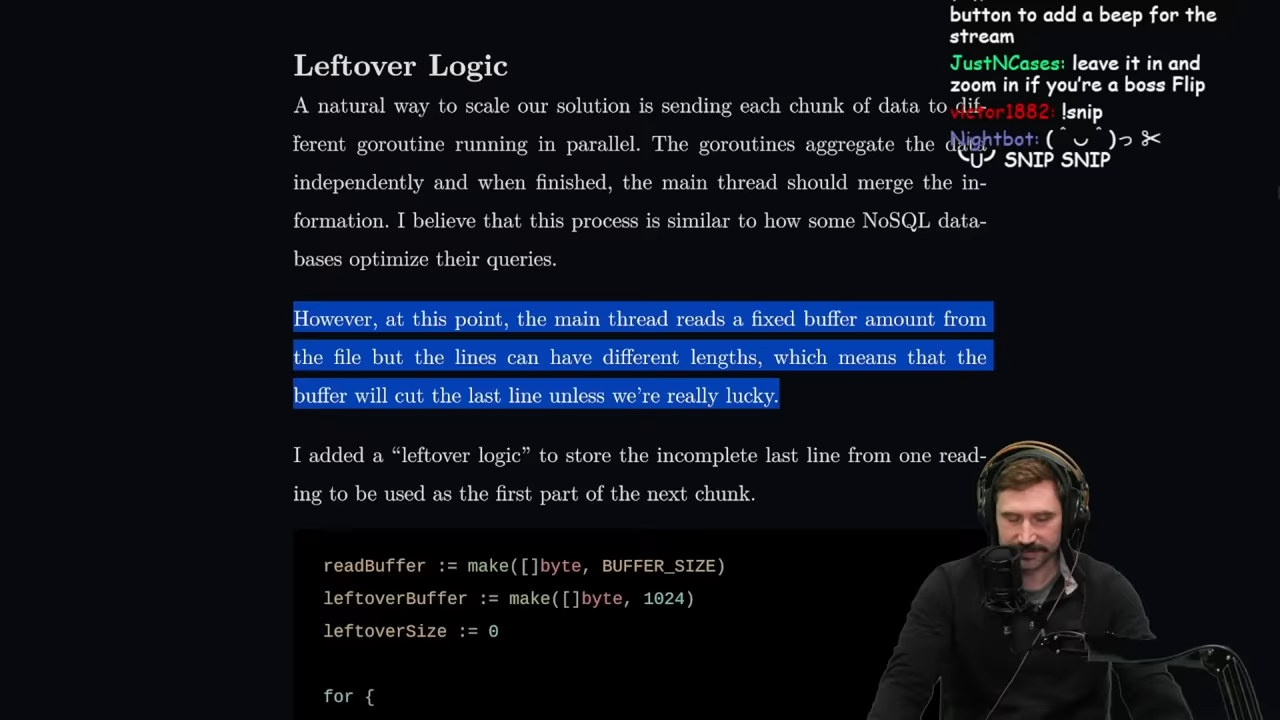 Leftover Logic
A natural way to scale our solution is sending each chunk of data to dif-
ferent goroutine running in parallel. The goroutines aggregate the data
independently and when finished, the main thread should merge the in-
formation. I believe that this process is similar to how some NoSQL data-
bases optimize their queries.
However, at this point, the main thread reads a fixed buffer amount from
the file but the lines can have different lengths, which means that the
buffer will cut the last line unless we're really lucky.
I added a “leftover logic” to store the incomplete last line from one read-
ing to be used as the first part of the next chunk.
readBuffer := make([]byte, BUFFER_SIZE)
leftoverBuffer := make([]byte, 1024)
leftoverSize := 0
for {
button to add a beep for the
stream
JustNCases: leave it in and
zoom in if you're a boss Flip
victor1882: !snip
Nightbot: ( ˆ ⌣ ˆ )っ ✂
╰⋃╯ SNIP SNIP